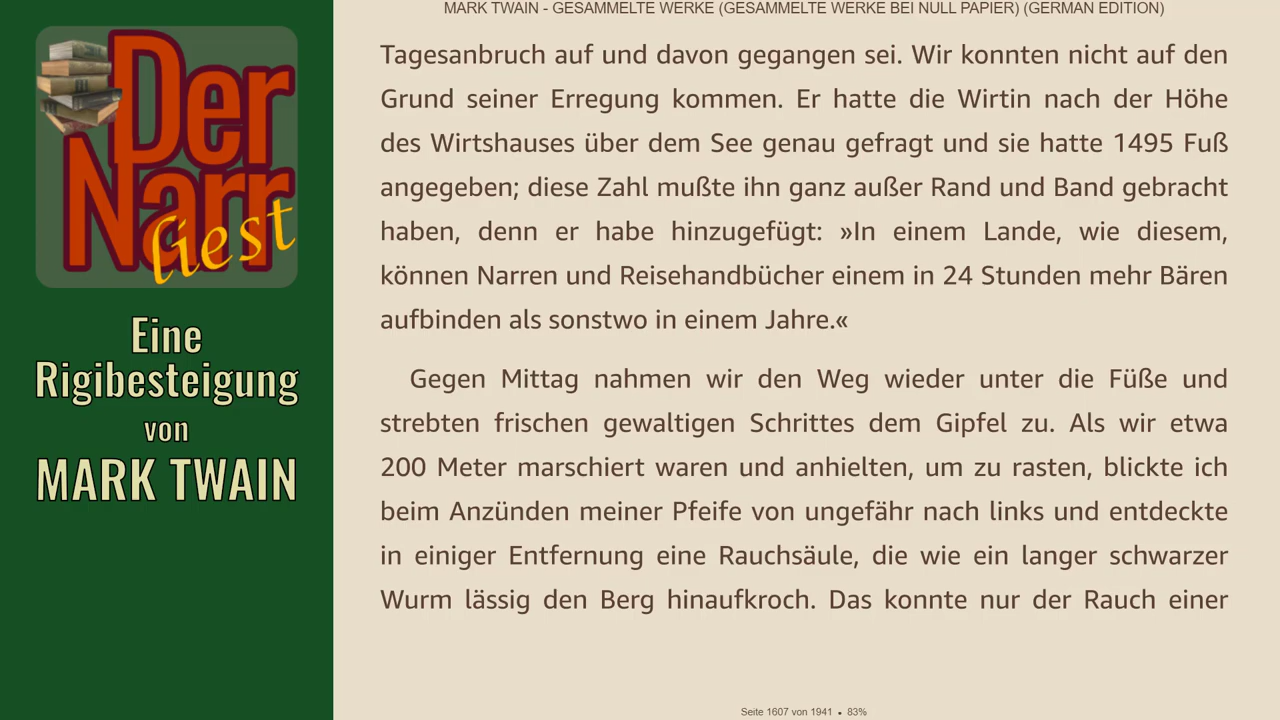 Der
Narr
liest
Eine
Rigibesteigung
von
MARK TWAIN
MARK TWAIN - GESAMMELTE WERKE (GESAMMELTE WERKE BEI NULL PAPIER) (GERMAN EDITION)
Tagesanbruch auf und davon gegangen sei. Wir konnten nicht auf den
Grund seiner Erregung kommen. Er hatte die Wirtin nach der Höhe
des Wirtshauses über dem See genau gefragt und sie hatte 1495 Fuß
angegeben; diese Zahl mußte ihn ganz außer Rand und Band gebracht
haben, denn er habe hinzugefügt: »In einem Lande, wie diesem,
können Narren und Reisehandbücher einem in 24 Stunden mehr Bären
aufbinden als sonstwo in einem Jahre.«
Gegen Mittag nahmen wir den Weg wieder unter die Füße und
strebten frischen gewaltigen Schrittes dem Gipfel zu. Als wir etwa
200 Meter marschiert waren und anhielten, um zu rasten, blickte ich
beim Anzünden meiner Pfeife von ungefähr nach links und entdeckte
in einiger Entfernung eine Rauchsäule, die wie ein langer schwarzer
Wurm lässig den Berg hinaufkroch. Das konnte nur der Rauch einer
Seite 1607 von 1941 • 83%